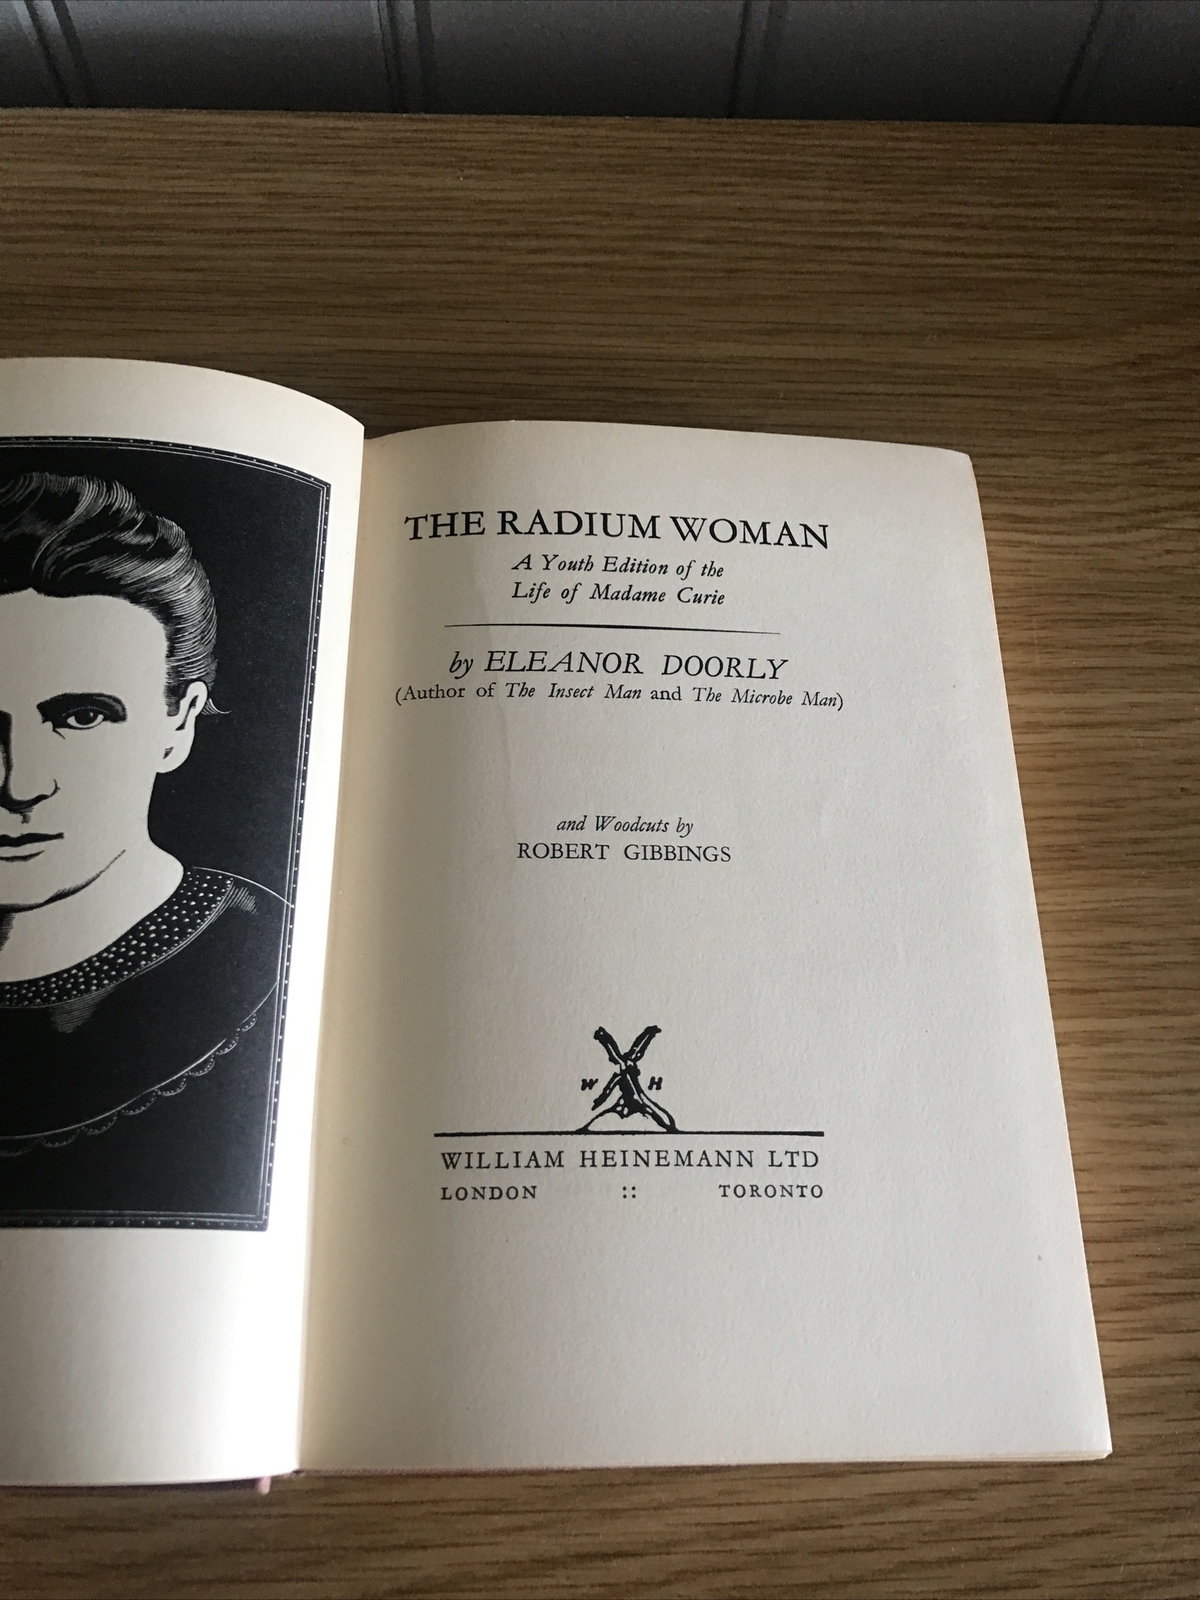 THE RADIUM WOMAN
A Youth Edition of the
Life of Madame Curie
by ELEANOR DOORLY
(Author of The Insect Man and The Microbe Man)
and Woodcuts by
ROBERT GIBBINGS
W H
WILLIAM HEINEMANN LTD
LONDON :: TORONTO